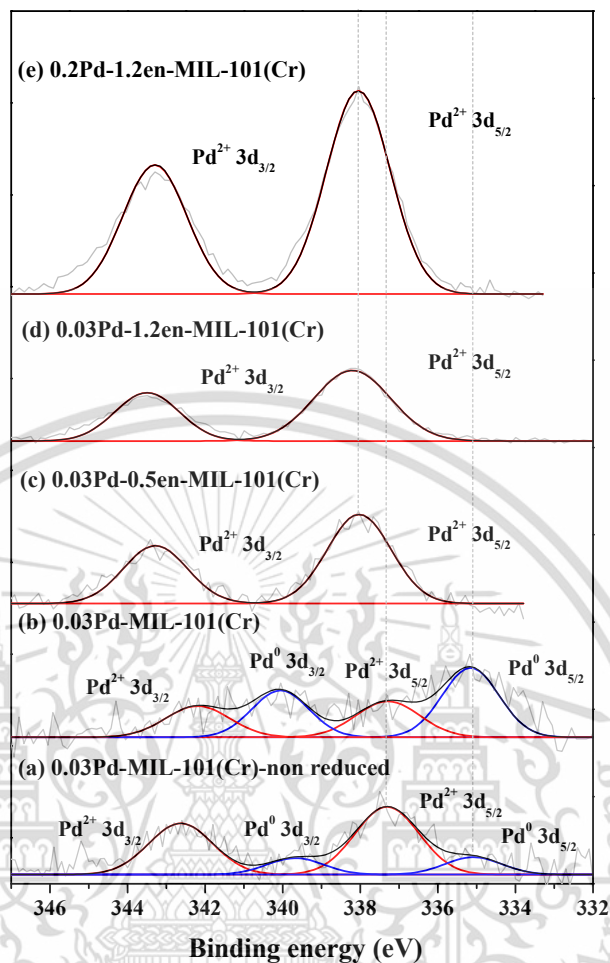 (e) 0.2Pd-1.2en-MIL-101(Cr)
Pd²⁺ 3d₅/₂
Pd²⁺ 3d₃/₂
(d) 0.03Pd-1.2en-MIL-101(Cr)
Pd²⁺ 3d₃/₂
Pd²⁺ 3d₅/₂
(c) 0.03Pd-0.5en-MIL-101(Cr)
Pd²⁺ 3d₃/₂
Pd²⁺ 3d₅/₂
(b) 0.03Pd-MIL-101(Cr)
Pd²⁺ 3d₃/₂
Pd⁰ 3d₃/₂
Pd²⁺ 3d₅/₂
Pd⁰ 3d₅/₂
(a) 0.03Pd-MIL-101(Cr)-non reduced
Pd²⁺ 3d₃/₂
Pd⁰ 3d₃/₂
Pd²⁺ 3d₅/₂
Pd⁰ 3d₅/₂
346 344 342 340 338 336 334 332
Binding energy (eV)